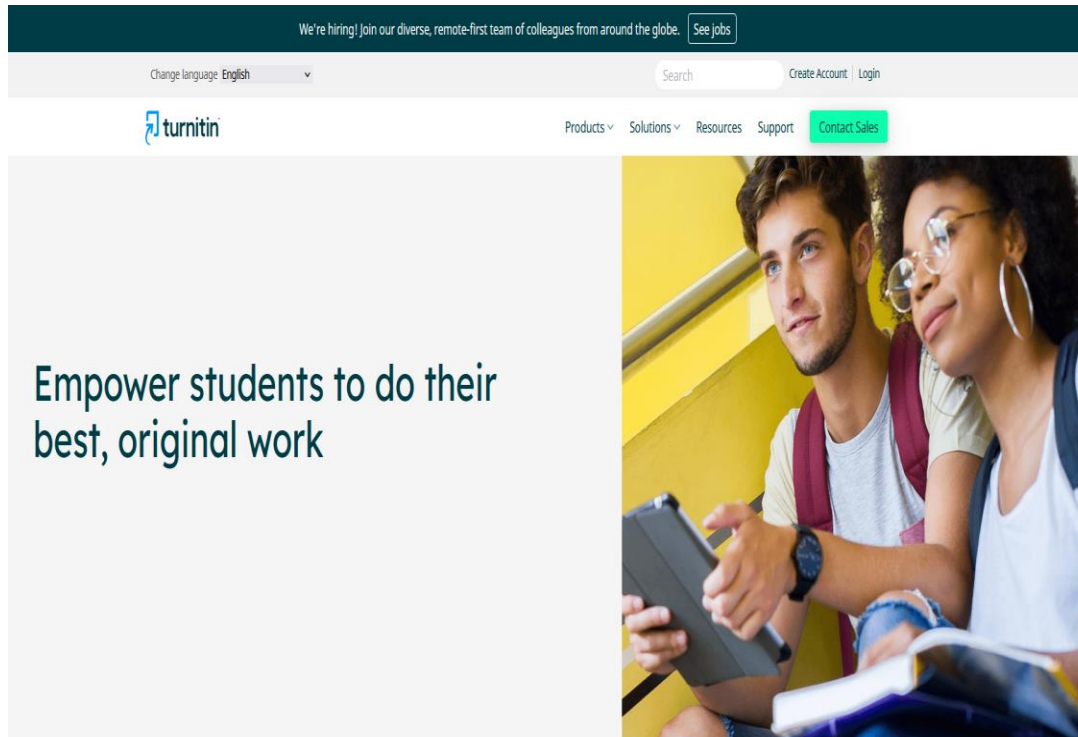 We're hiring! Join our diverse, remote-first team of colleagues from around the globe. See jobs
Change language English Search Create Account Login
turnitin Products Solutions Resources Support Contact Sales
Empower students to do their
best, original work